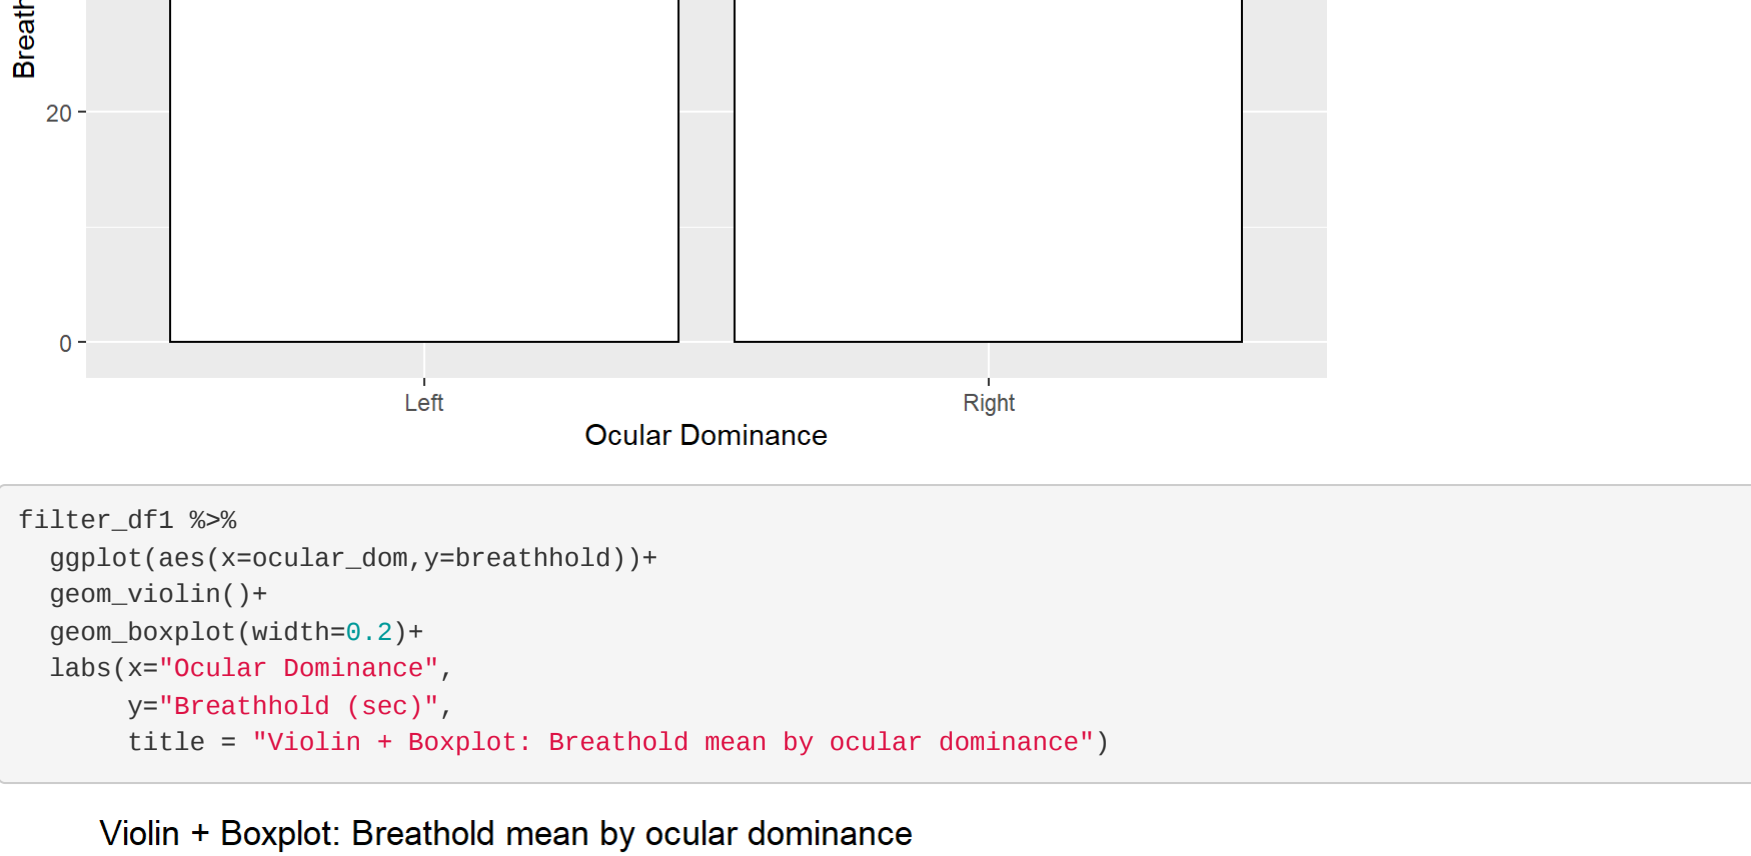 Breath
20
0
Left Right
Ocular Dominance
filter_df1 %>%
  ggplot(aes(x=ocular_dom,y=breathhold))+
  geom_violin()+
  geom_boxplot(width=0.2)+
  labs(x="Ocular Dominance",
       y="Breathhold (sec)",
       title = "Violin + Boxplot: Breathold mean by ocular dominance")
Violin + Boxplot: Breathold mean by ocular dominance